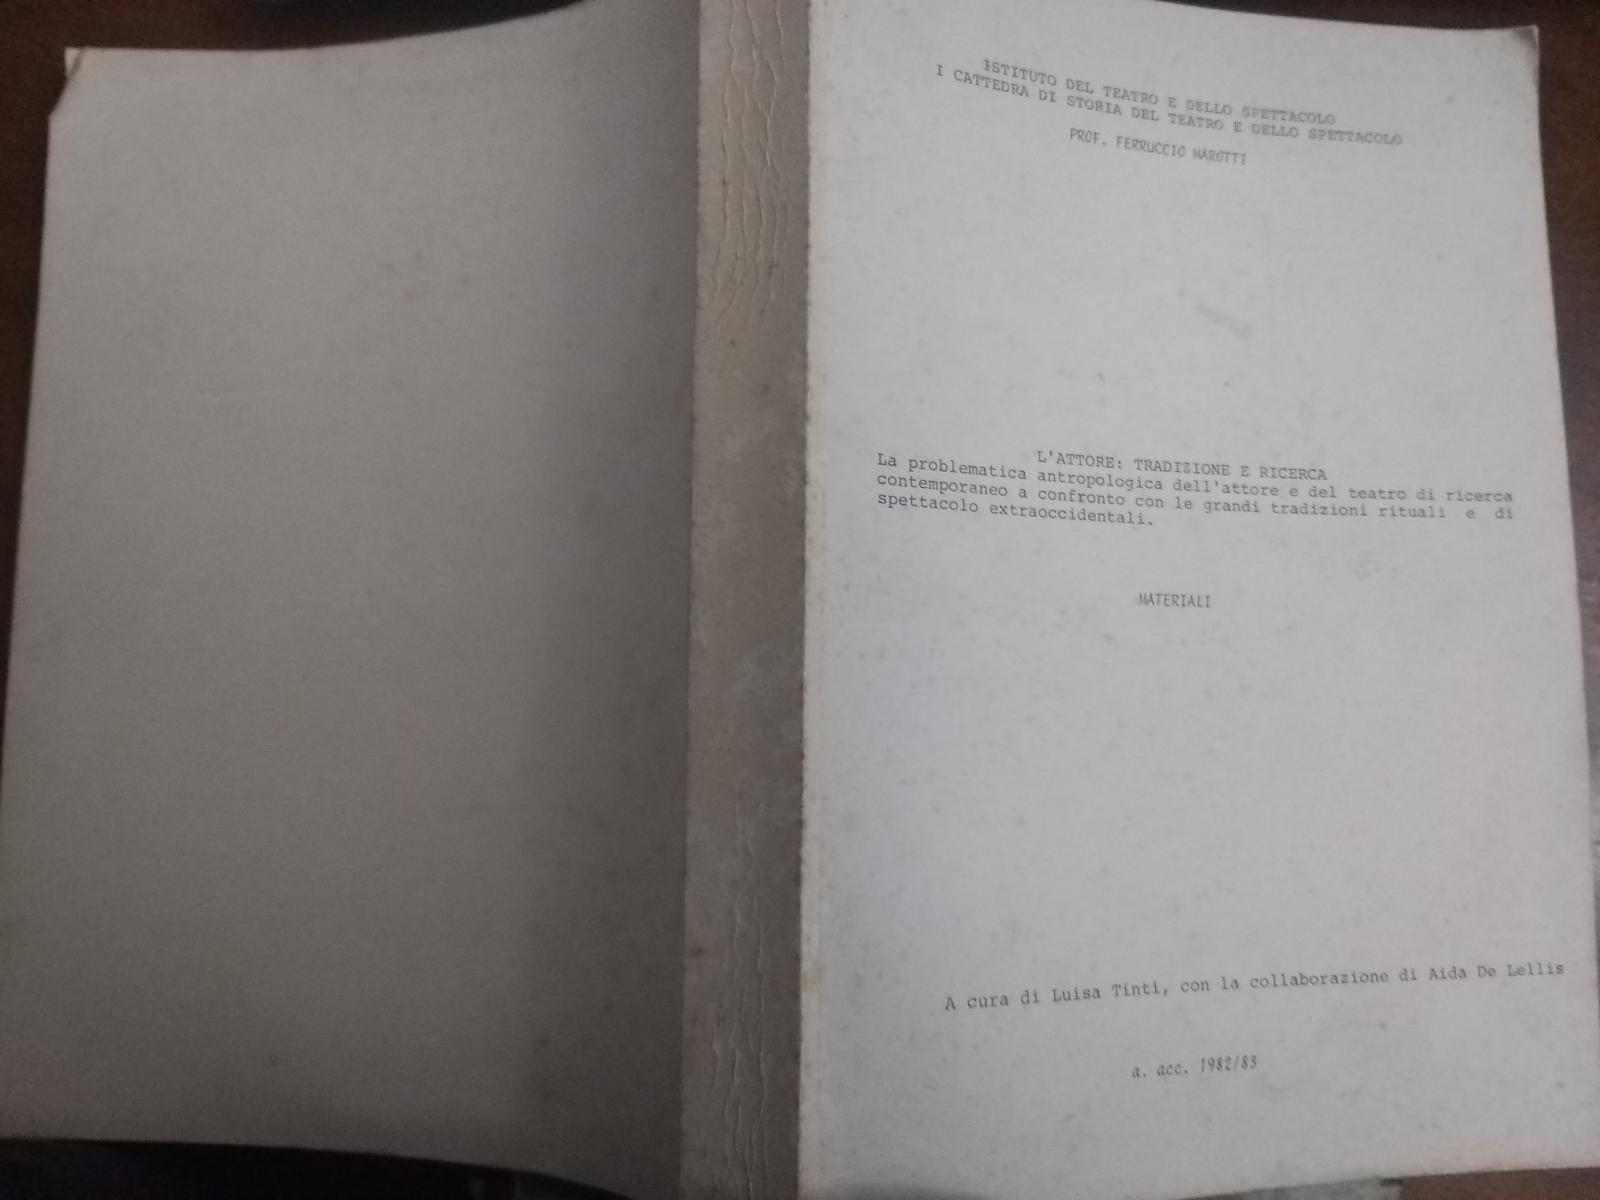 ISTITUTO DEL TEATRO E DELLO SPETTACOLO
I CATTEDRA DI STORIA DEL TEATRO E DELLO SPETTACOLO
PROF. FERRUCCIO MAROTTI
L'ATTORE: TRADIZIONE E RICERCA
La problematica antropologica dell'attore e del teatro di ricerca
contemporaneo a confronto con le grandi tradizioni rituali e di
spettacolo extraoccidentali.
MATERIALI
A cura di Luisa Tinti, con la collaborazione di Aida De Lellis
a. acc. 1982/83